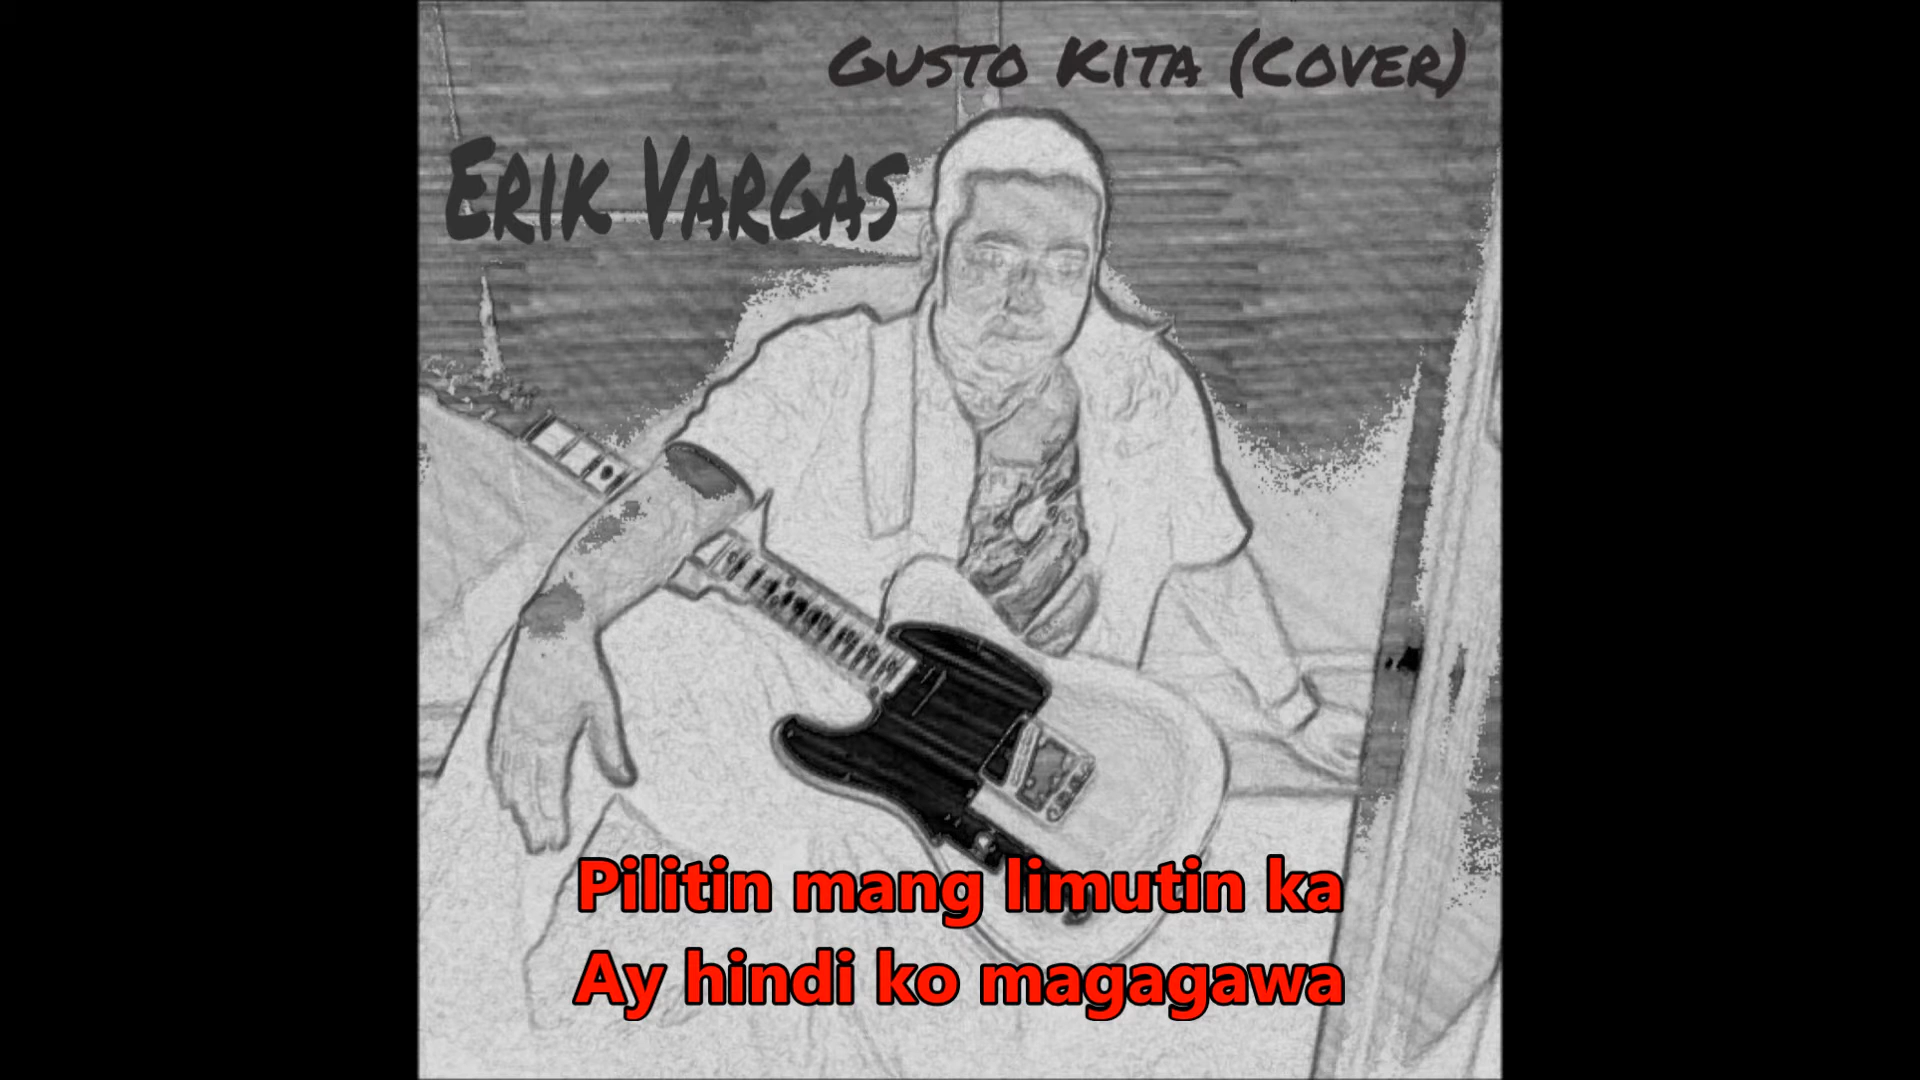 Gusto Kita (Cover)
Erik Vargas
Pilitin mang limutin ka
Ay hindi ko magagawa